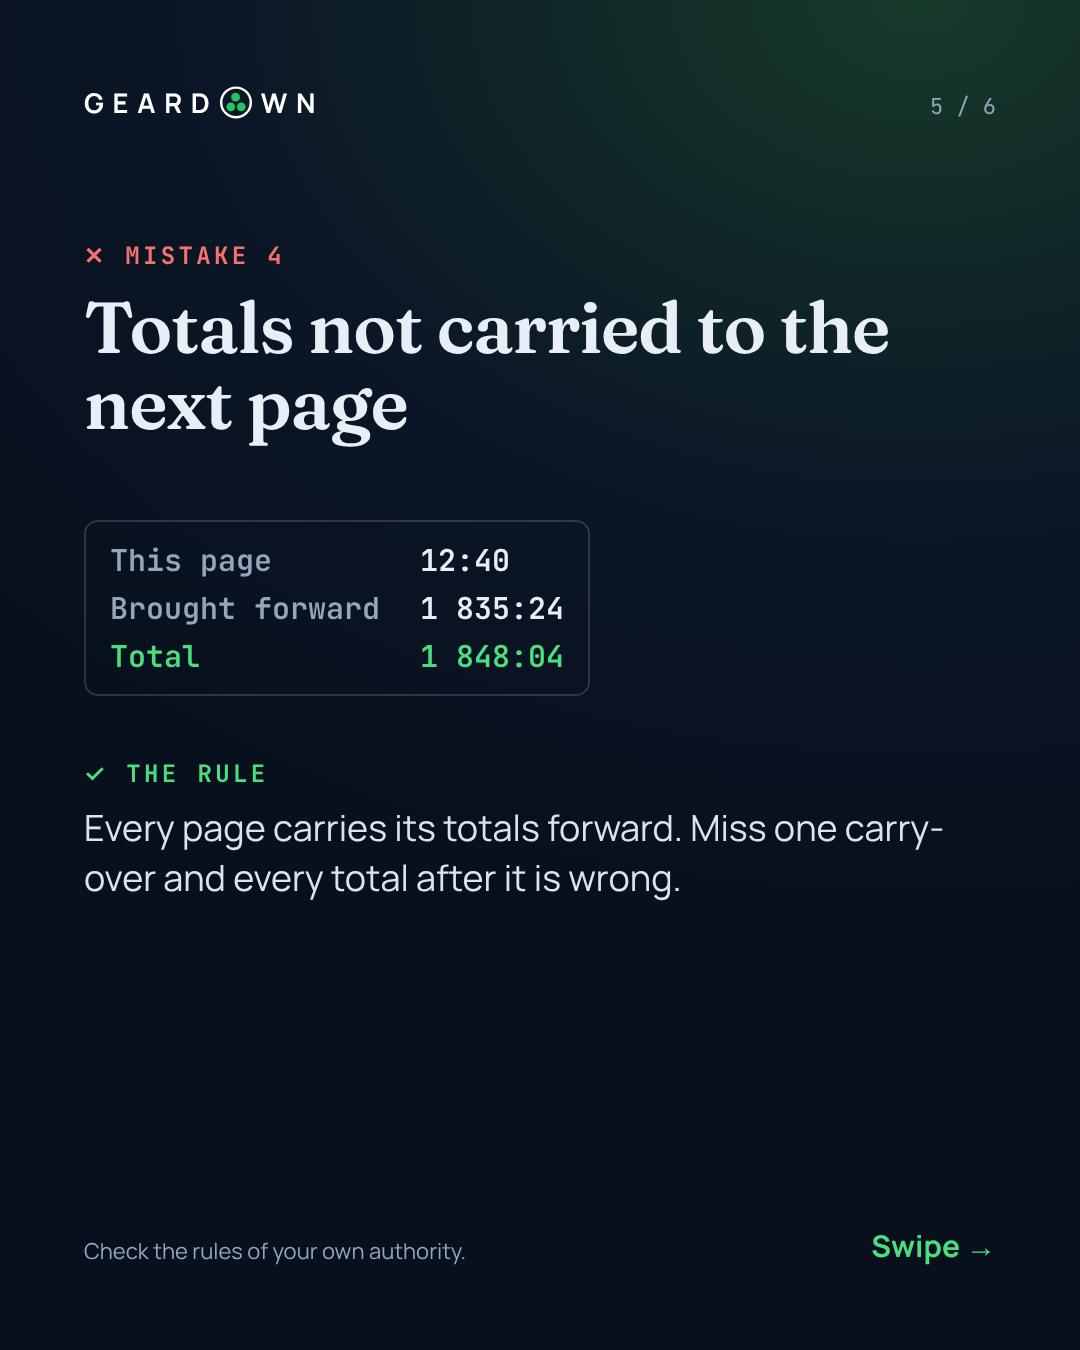 GEARDOWN
5 / 6
✕ MISTAKE 4
Totals not carried to the
next page
This page 12:40
Brought forward 1 835:24
Total 1 848:04
✓ THE RULE
Every page carries its totals forward. Miss one carry-
over and every total after it is wrong.
Check the rules of your own authority.
Swipe →